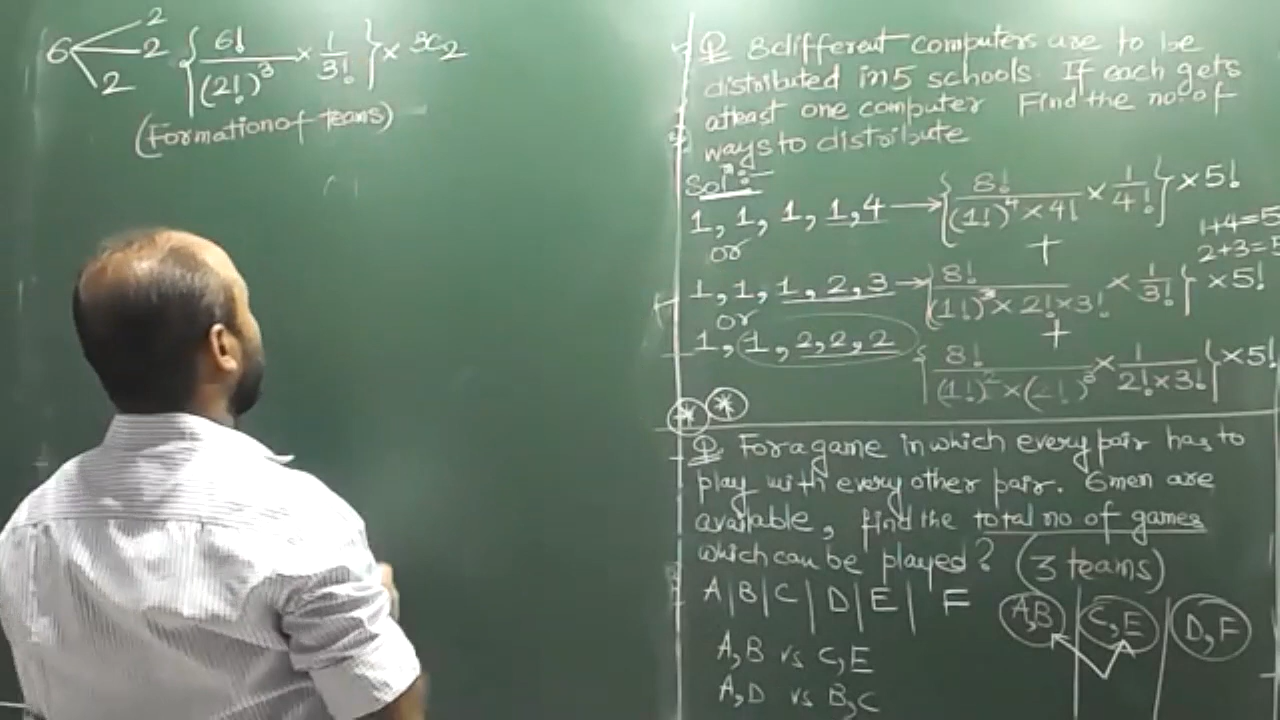 6 2 2 2 { 6! / (2!)^3 × 1/3! } × 3C2
(Formation of teams)
Q 8 different computers are to be
distributed in 5 schools. If each gets
atleast one computer Find the no. of
ways to distribute
Sol:-
1, 1, 1, 1, 4 → { 8! / (1!)^4 × 4! × 1/4! } × 5!
or + 1+4=5
2+3=5
1, 1, 1, 2, 3 → { 8! / (1!)^3 × 2! × 3! × 1/3! } × 5!
or +
1, 1, 2, 2, 2 { 8! / (1!)^2 × (2!)^3 × 1 / 2! × 3! } × 5!
Q For a game in which every pair has to
play with every other pair. 6 men are
available, find the total no of games
which can be played? (3 teams)
A | B | C | D | E | F
A,B | C,E | D,F
A,B vs C,E
A,D vs B,C